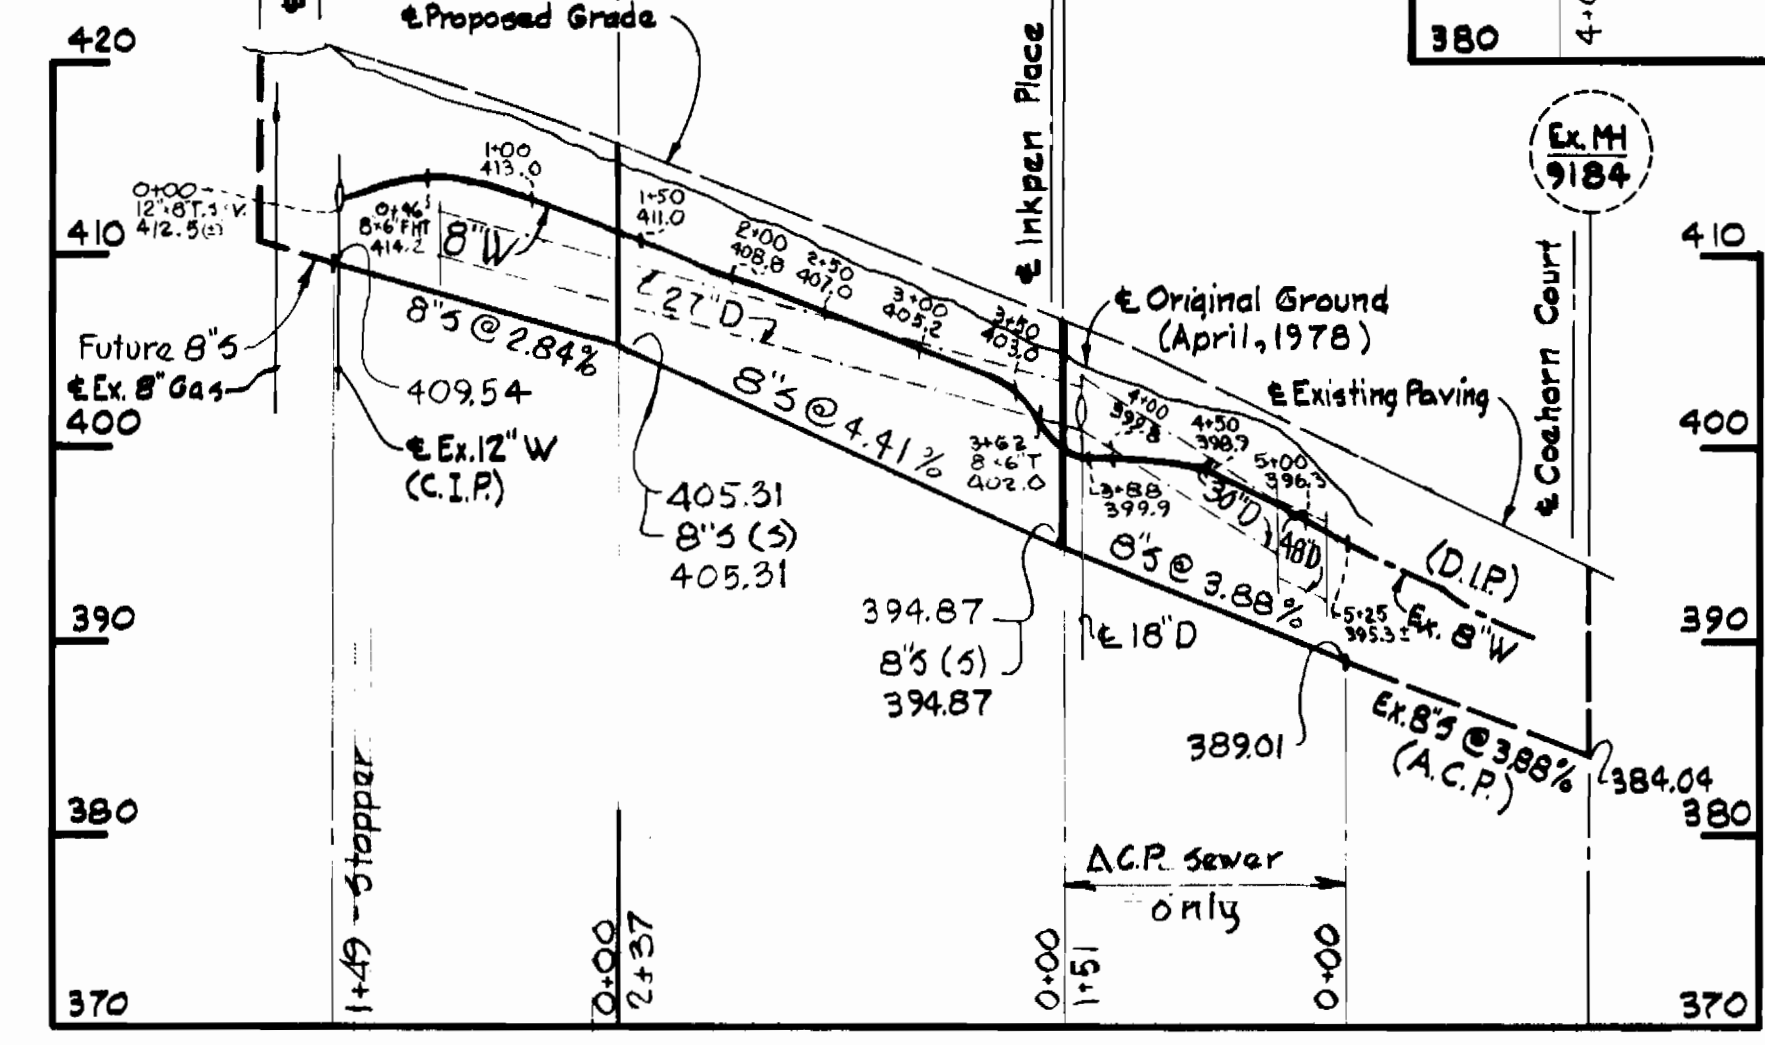 ℄ Proposed Grade
420
410
400
390
380
370
380
410
400
390
380
370
℄ Inkpen Place
Ex. MH
9184
℄ Coehorn Court
0+00
12"x8"T.S.&V.
412.5(±)
0+46
8x6"FHT
414.2
1+00
413.0
8"W
1+50
411.0
2+00
408.8
2+50
407.0
3+00
405.2
3+50
403.0
27"D
℄ Original Ground
(April, 1978)
℄ Existing Paving
Future 8"S
℄ Ex. 8" Gas
8"S @ 2.84%
409.54
℄ Ex. 12" W
(C.I.P.)
8"S @ 4.41%
405.31
8"S (S)
405.31
3+62
8x6"T
402.0
4+00
399.8
4+50
398.9
5+00
396.3
3+88
399.9
30"D
48"D
(D.I.P.)
Ex. 8"W
5+25
395.3±
8"S @ 3.88%
394.87
8"S (S)
394.87
℄ 18"D
389.01
Ex. 8"S @ 3.88%
(A.C.P.)
384.04
A.C.P. Sewer
only
1+49 - Stopper
0+00
2+37
0+00
1+51
0+00